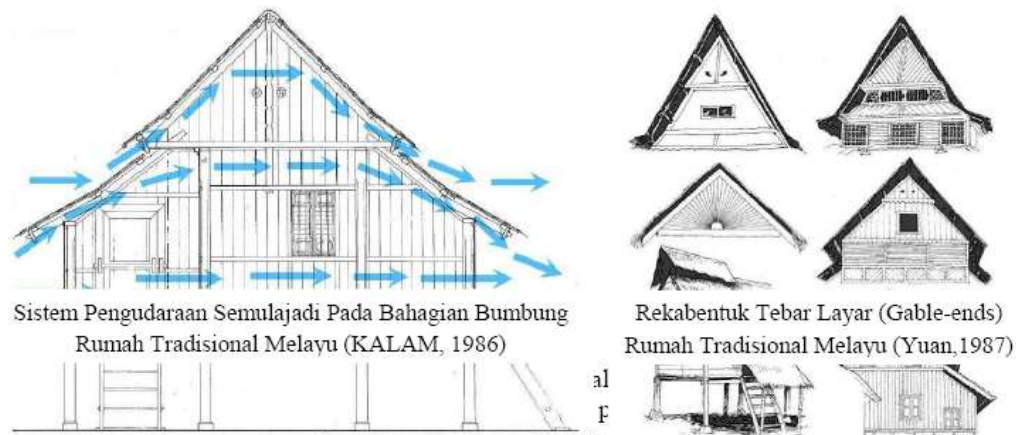 Sistem Pengudaraan Semulajadi Pada Bahagian Bumbung
Rumah Tradisional Melayu (KALAM, 1986)
Rekabentuk Tebar Layar (Gable-ends)
Rumah Tradisional Melayu (Yuan,1987)
al
p